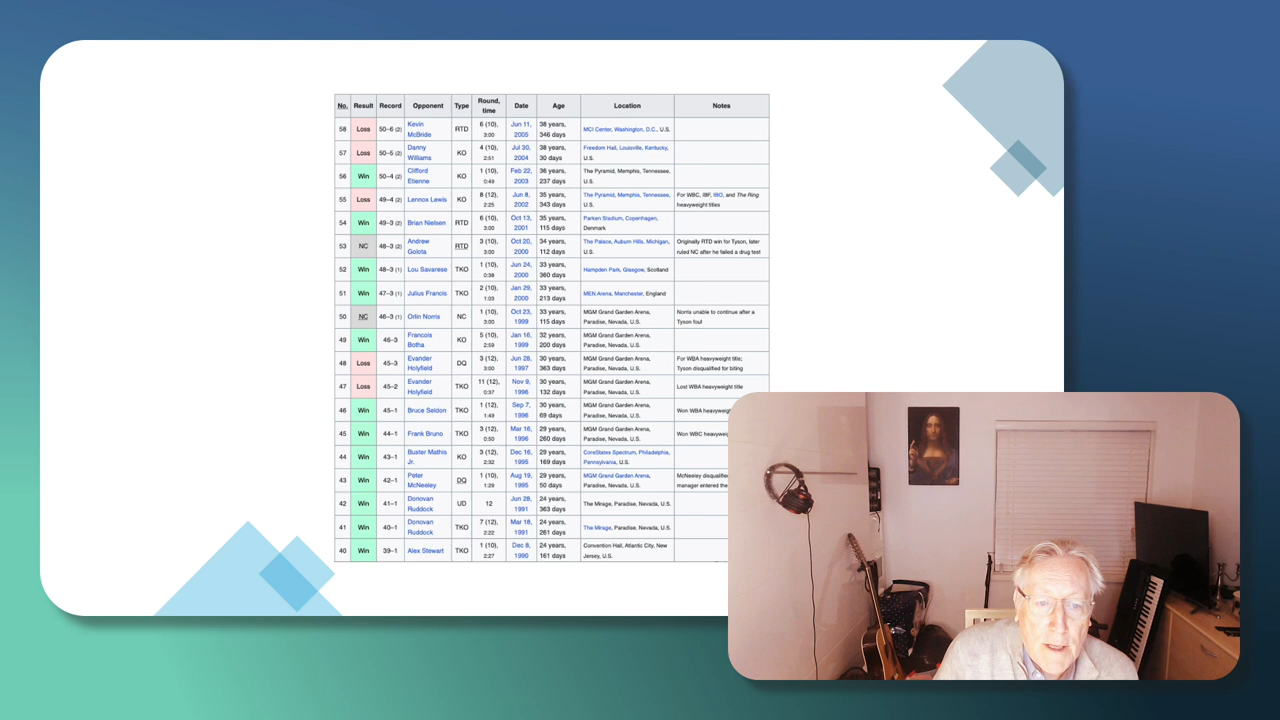 No. Result Record Opponent Type Round, time Date Age Location Notes
58 Loss 50–6 (2) Kevin McBride RTD 6 (10), 3:00 Jun 11, 2005 38 years, 346 days MCI Center, Washington, D.C., U.S.
57 Loss 50–5 (2) Danny Williams KO 4 (10), 2:51 Jul 30, 2004 38 years, 30 days Freedom Hall, Louisville, Kentucky, U.S.
56 Win 50–4 (2) Clifford Etienne KO 1 (10), 0:49 Feb 22, 2003 36 years, 237 days The Pyramid, Memphis, Tennessee, U.S.
55 Loss 49–4 (2) Lennox Lewis KO 8 (12), 2:25 Jun 8, 2002 35 years, 343 days The Pyramid, Memphis, Tennessee, U.S. For WBC, IBF, IBO, and The Ring heavyweight titles
54 Win 49–3 (2) Brian Nielsen RTD 6 (10), 3:00 Oct 13, 2001 35 years, 115 days Parken Stadium, Copenhagen, Denmark
53 NC 48–3 (2) Andrew Golota RTD 3 (10), 3:00 Oct 20, 2000 34 years, 112 days The Palace, Auburn Hills, Michigan, U.S. Originally RTD win for Tyson, later ruled NC after he failed a drug test
52 Win 48–3 (1) Lou Savarese TKO 1 (10), 0:38 Jun 24, 2000 33 years, 360 days Hampden Park, Glasgow, Scotland
51 Win 47–3 (1) Julius Francis TKO 2 (10), 1:03 Jan 29, 2000 33 years, 213 days MEN Arena, Manchester, England
50 NC 46–3 (1) Orlin Norris NC 1 (10), 3:00 Oct 23, 1999 33 years, 115 days MGM Grand Garden Arena, Paradise, Nevada, U.S. Norris unable to continue after a Tyson foul
49 Win 46–3 Francois Botha KO 5 (10), 2:59 Jan 16, 1999 32 years, 200 days MGM Grand Garden Arena, Paradise, Nevada, U.S.
48 Loss 45–3 Evander Holyfield DQ 3 (12), 3:00 Jun 28, 1997 30 years, 363 days MGM Grand Garden Arena, Paradise, Nevada, U.S. For WBA heavyweight title; Tyson disqualified for biting
47 Loss 45–2 Evander Holyfield TKO 11 (12), 0:37 Nov 9, 1996 30 years, 132 days MGM Grand Garden Arena, Paradise, Nevada, U.S. Lost WBA heavyweight title
46 Win 45–1 Bruce Seldon TKO 1 (12), 1:49 Sep 7, 1996 30 years, 69 days MGM Grand Garden Arena, Paradise, Nevada, U.S. Won WBA heavyweig
45 Win 44–1 Frank Bruno TKO 3 (12), 0:50 Mar 16, 1996 29 years, 260 days MGM Grand Garden Arena, Paradise, Nevada, U.S. Won WBC heavyweig
44 Win 43–1 Buster Mathis Jr. KO 3 (12), 2:32 Dec 16, 1995 29 years, 169 days CoreStates Spectrum, Philadelphia, Pennsylvania, U.S.
43 Win 42–1 Peter McNeeley DQ 1 (10), 1:29 Aug 19, 1995 29 years, 50 days MGM Grand Garden Arena, Paradise, Nevada, U.S. McNeeley disqualifie manager entered the
42 Win 41–1 Donovan Ruddock UD 12 Jun 28, 1991 24 years, 363 days The Mirage, Paradise, Nevada, U.S.
41 Win 40–1 Donovan Ruddock TKO 7 (12), 2:22 Mar 18, 1991 24 years, 261 days The Mirage, Paradise, Nevada, U.S.
40 Win 39–1 Alex Stewart TKO 1 (10), 2:27 Dec 8, 1990 24 years, 161 days Convention Hall, Atlantic City, New Jersey, U.S.